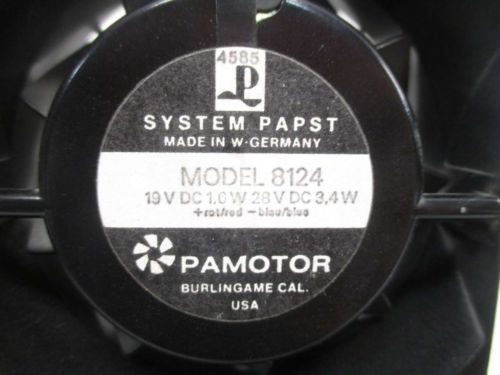 4585
P
SYSTEM PAPST
MADE IN W-GERMANY
MODEL 8124
19 V DC 1.6 W 28 V DC 3,4 W
+rot/red -blau/blue
PAMOTOR
BURLINGAME CAL.
USA